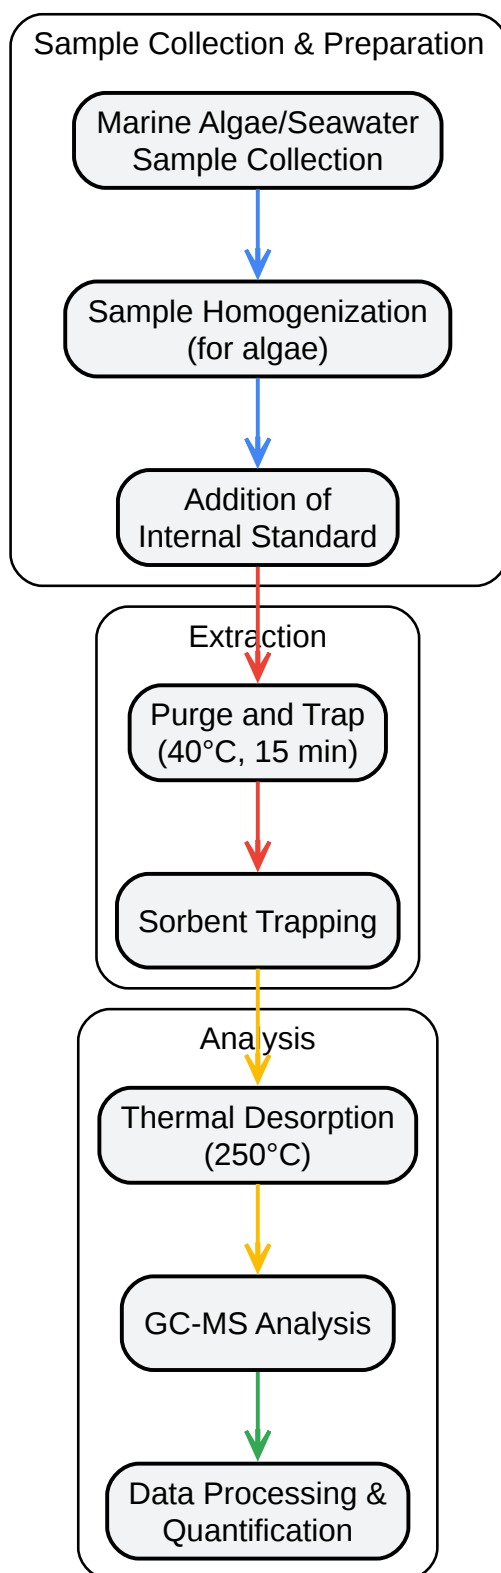 Sample Collection & Preparation
Marine Algae/Seawater
Sample Collection
Sample Homogenization
(for algae)
Addition of
Internal Standard
Extraction
Purge and Trap
(40°C, 15 min)
Sorbent Trapping
Analysis
Thermal Desorption
(250°C)
GC-MS Analysis
Data Processing &
Quantification